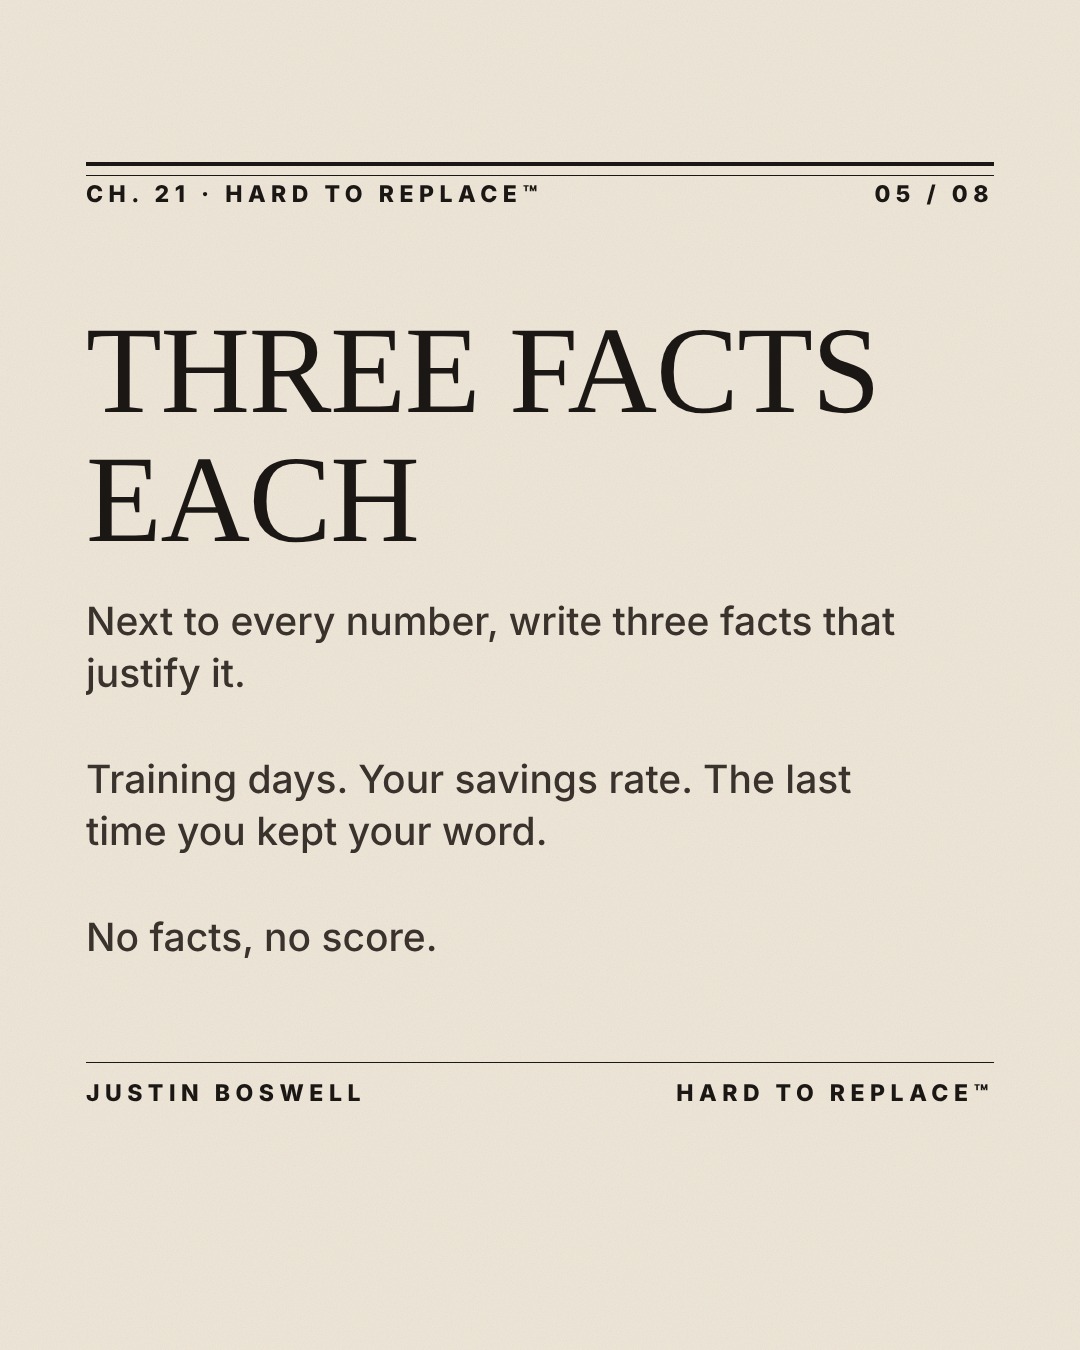 CH. 21 · HARD TO REPLACE™ 05 / 08
THREE FACTS
EACH
Next to every number, write three facts that
justify it.
Training days. Your savings rate. The last
time you kept your word.
No facts, no score.
JUSTIN BOSWELL HARD TO REPLACE™